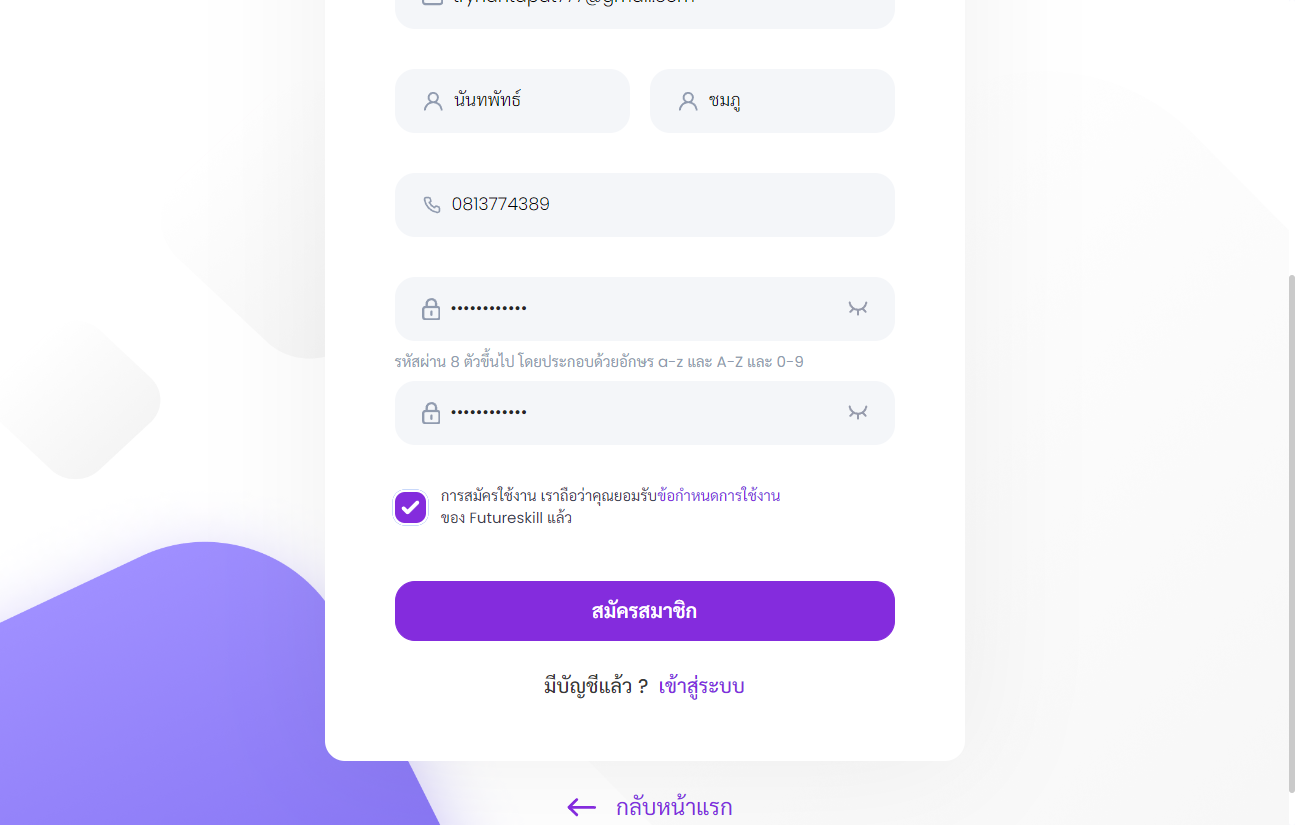 นันทพัทธ์
ชมภู
0813774389
••••••••••••
รหัสผ่าน 8 ตัวขึ้นไป โดยประกอบด้วยอักษร a-z และ A-Z และ 0-9
••••••••••••
การสมัครใช้งาน เราถือว่าคุณยอมรับข้อกำหนดการใช้งาน
ของ Futureskill แล้ว
สมัครสมาชิก
มีบัญชีแล้ว ? เข้าสู่ระบบ
กลับหน้าแรก